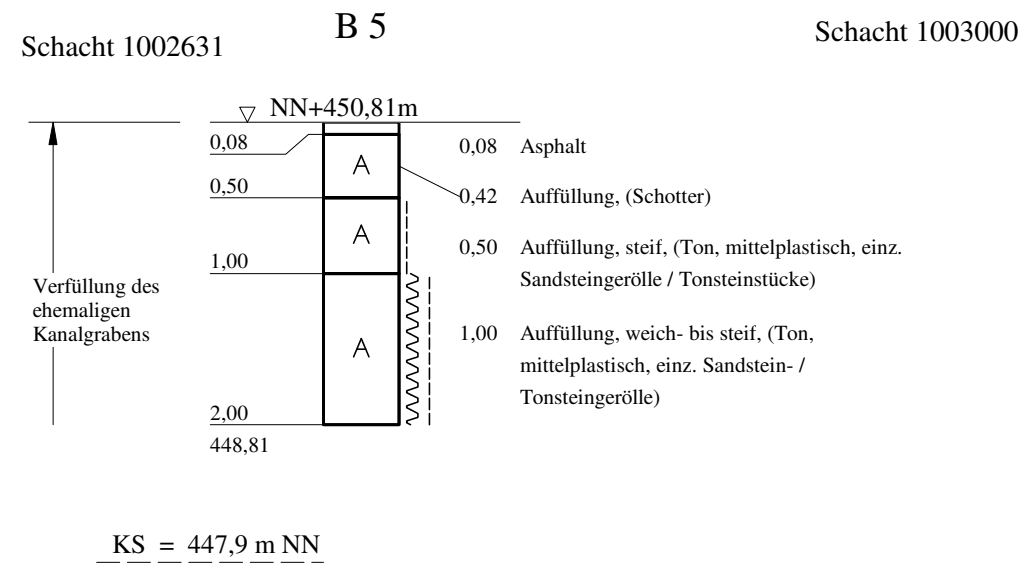 B 5
Schacht 1002631
Schacht 1003000
NN+450,81m
0,08
0,50
1,00
2,00
448,81
A
A
A
0,08 Asphalt
0,42 Auffüllung, (Schotter)
0,50 Auffüllung, steif, (Ton, mittelplastisch, einz.
Sandsteingerölle / Tonsteinstücke)
1,00 Auffüllung, weich- bis steif, (Ton,
mittelplastisch, einz. Sandstein- /
Tonsteingerölle)
Verfüllung des
ehemaligen
Kanalgrabens
KS = 447,9 m NN